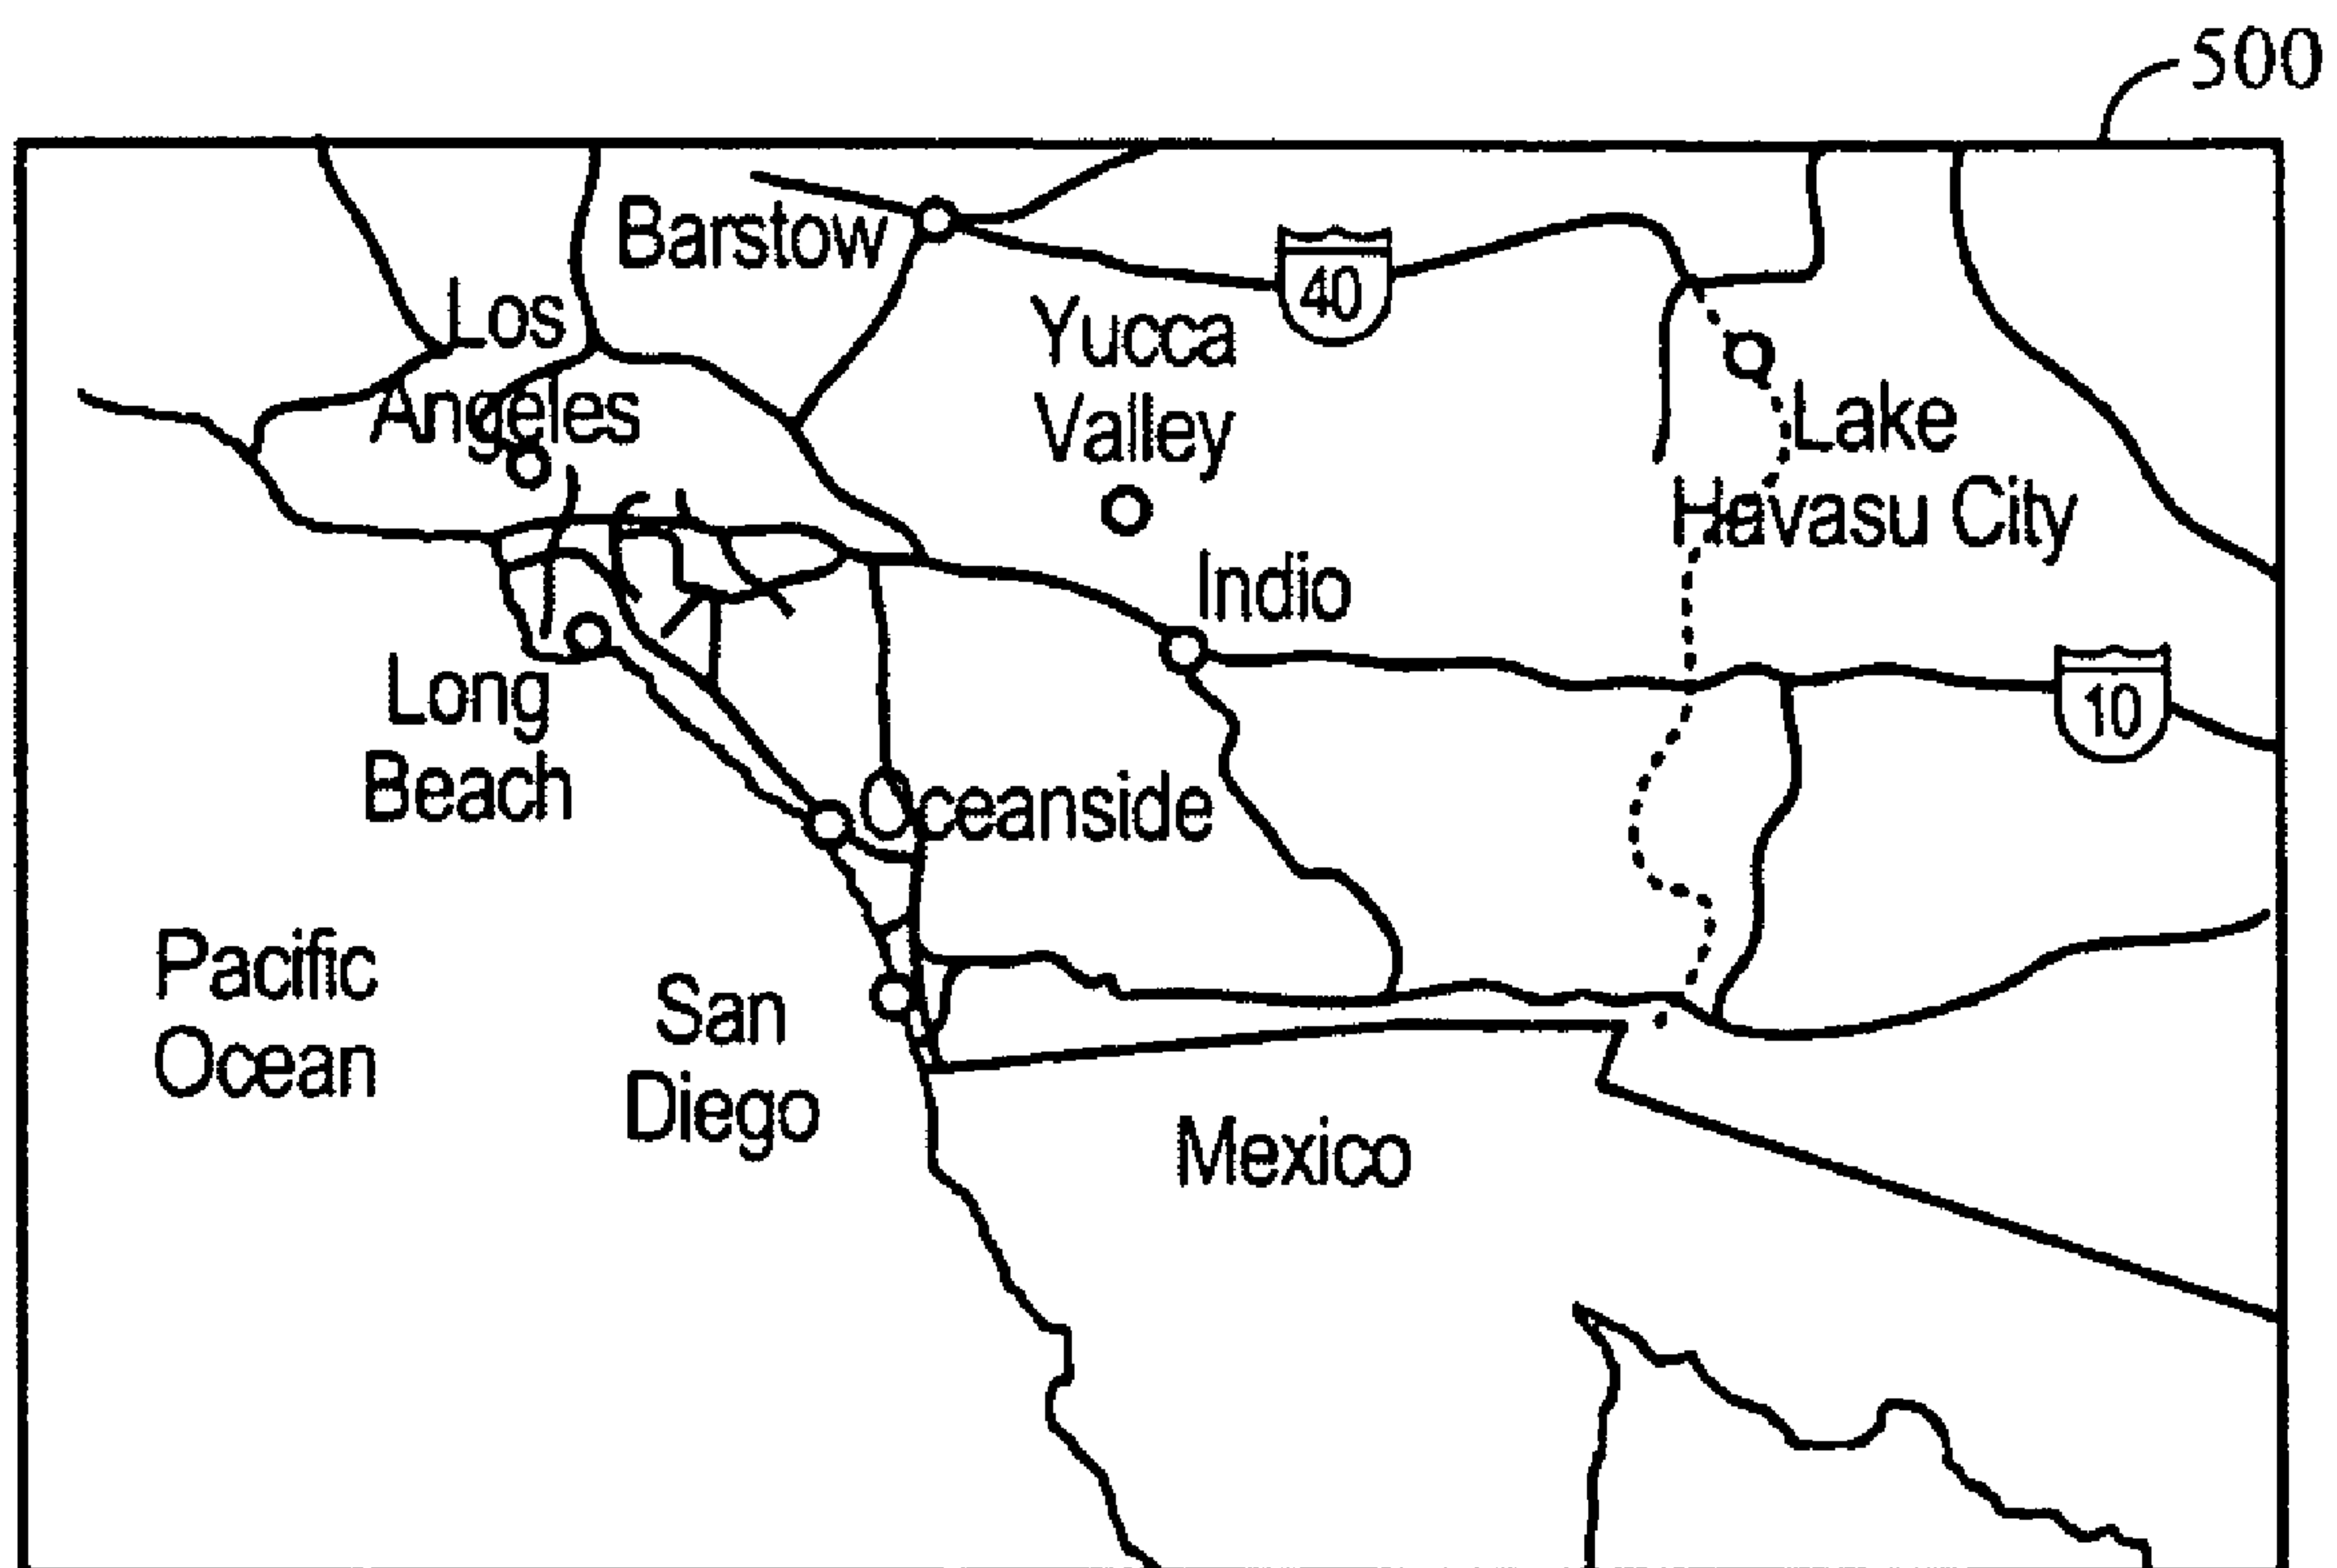 500
Barstow
40
Los
Angeles
Yucca
Valley
Lake
Havasu City
Indio
Long
Beach
10
Oceanside
Pacific
Ocean
San
Diego
Mexico